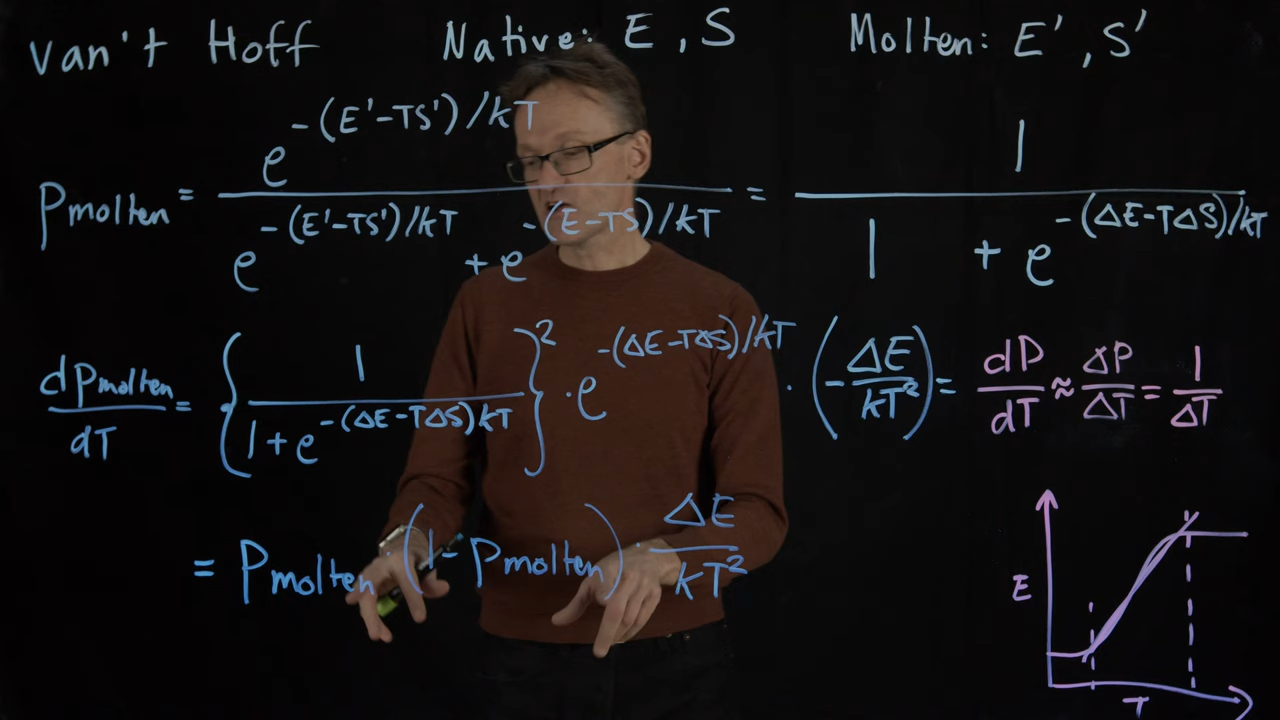 van't Hoff Native: E, S Molten: E', S'
Pmolten = e^-(E'-TS')/kT / e^-(E'-TS')/kT + e^-(E-TS)/kT = 1 / 1 + e^-(ΔE-TΔS)/kT
dPmolten/dT = {1 / 1+e^-(ΔE-TΔS)kT}^2 · e^-(ΔE-TΔS)/kT · (-ΔE/kT^2) = dP/dT ≈ ΔP/ΔT = 1/ΔT
= Pmolten (1-Pmolten) · ΔE/kT^2
E
T